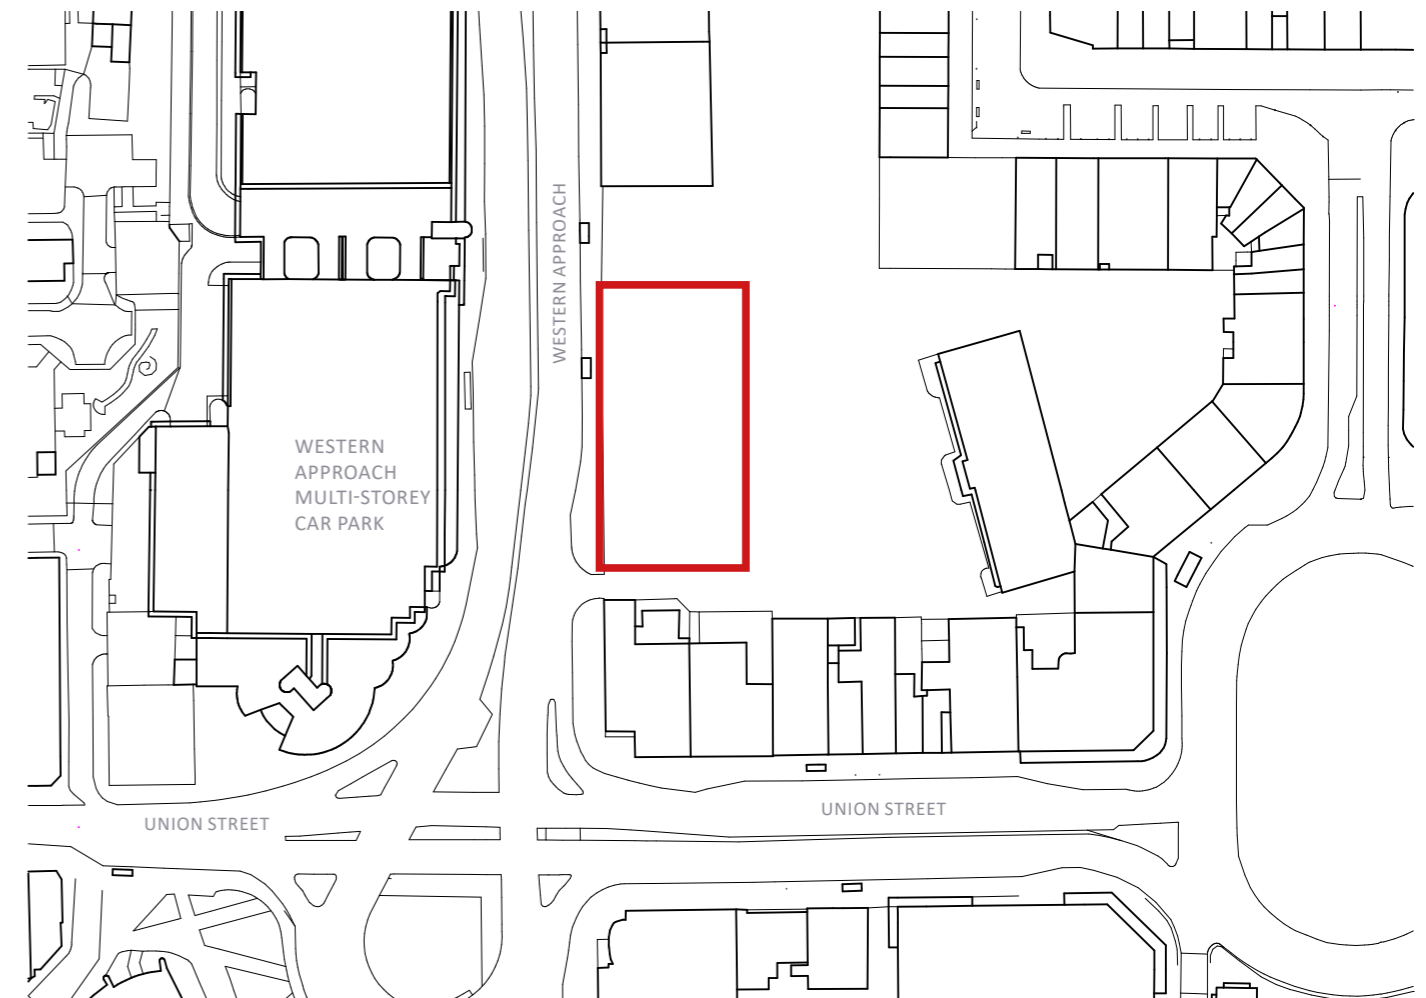 WESTERN APPROACH
WESTERN
APPROACH
MULTI-STOREY
CAR PARK
UNION STREET
UNION STREET